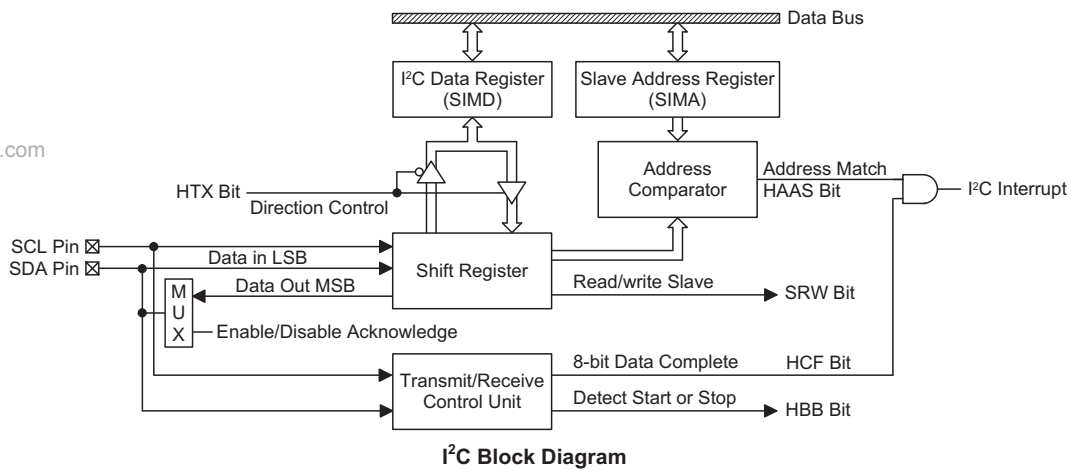 Data Bus
I²C Data Register
(SIMD)
Slave Address Register
(SIMA)
.com
HTX Bit
Direction Control
Address
Comparator
Address Match
HAAS Bit
I²C Interrupt
SCL Pin
SDA Pin
Data in LSB
Shift Register
M
U
X
Data Out MSB
Read/write Slave
SRW Bit
Enable/Disable Acknowledge
Transmit/Receive
Control Unit
8-bit Data Complete
HCF Bit
Detect Start or Stop
HBB Bit
I²C Block Diagram